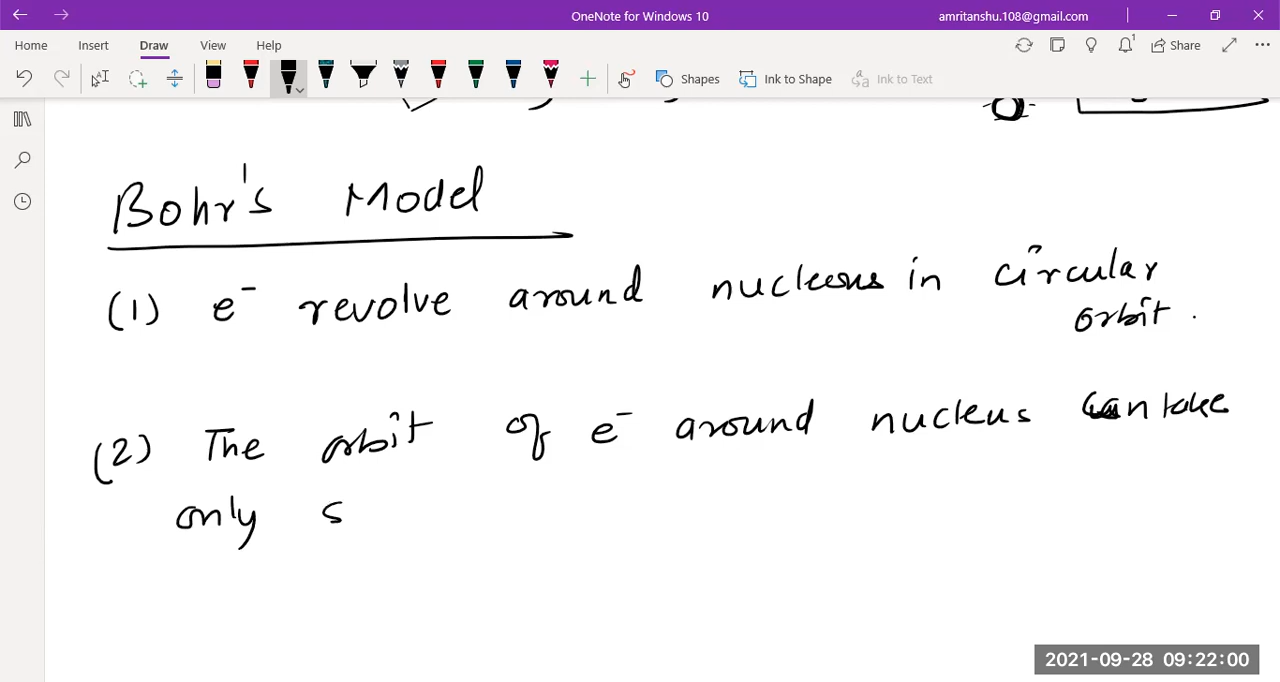 OneNote for Windows 10
amritanshu.108@gmail.com
Home Insert Draw View Help
Share
Shapes Ink to Shape Ink to Text
Bohr's Model
(1) e⁻ revolve around nucleus in circular
orbit.
(2) The orbit of e⁻ around nucleus can take
only s
2021-09-28 09:22:00